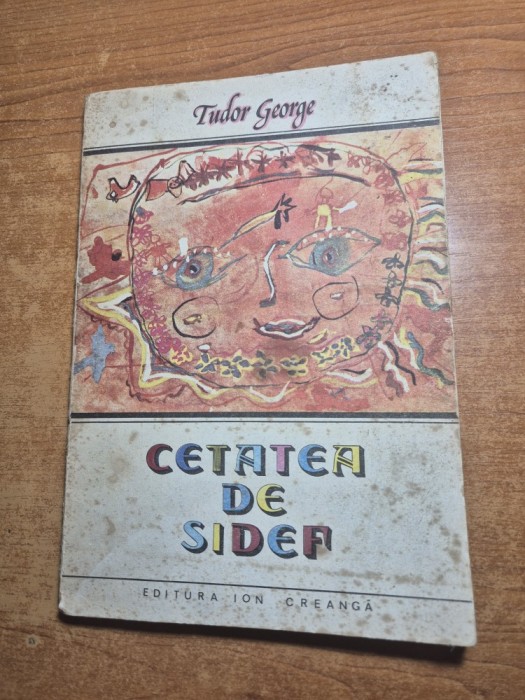 Tudor George
CETATEA
DE
SIDEF
EDITURA ION CREANGĂ